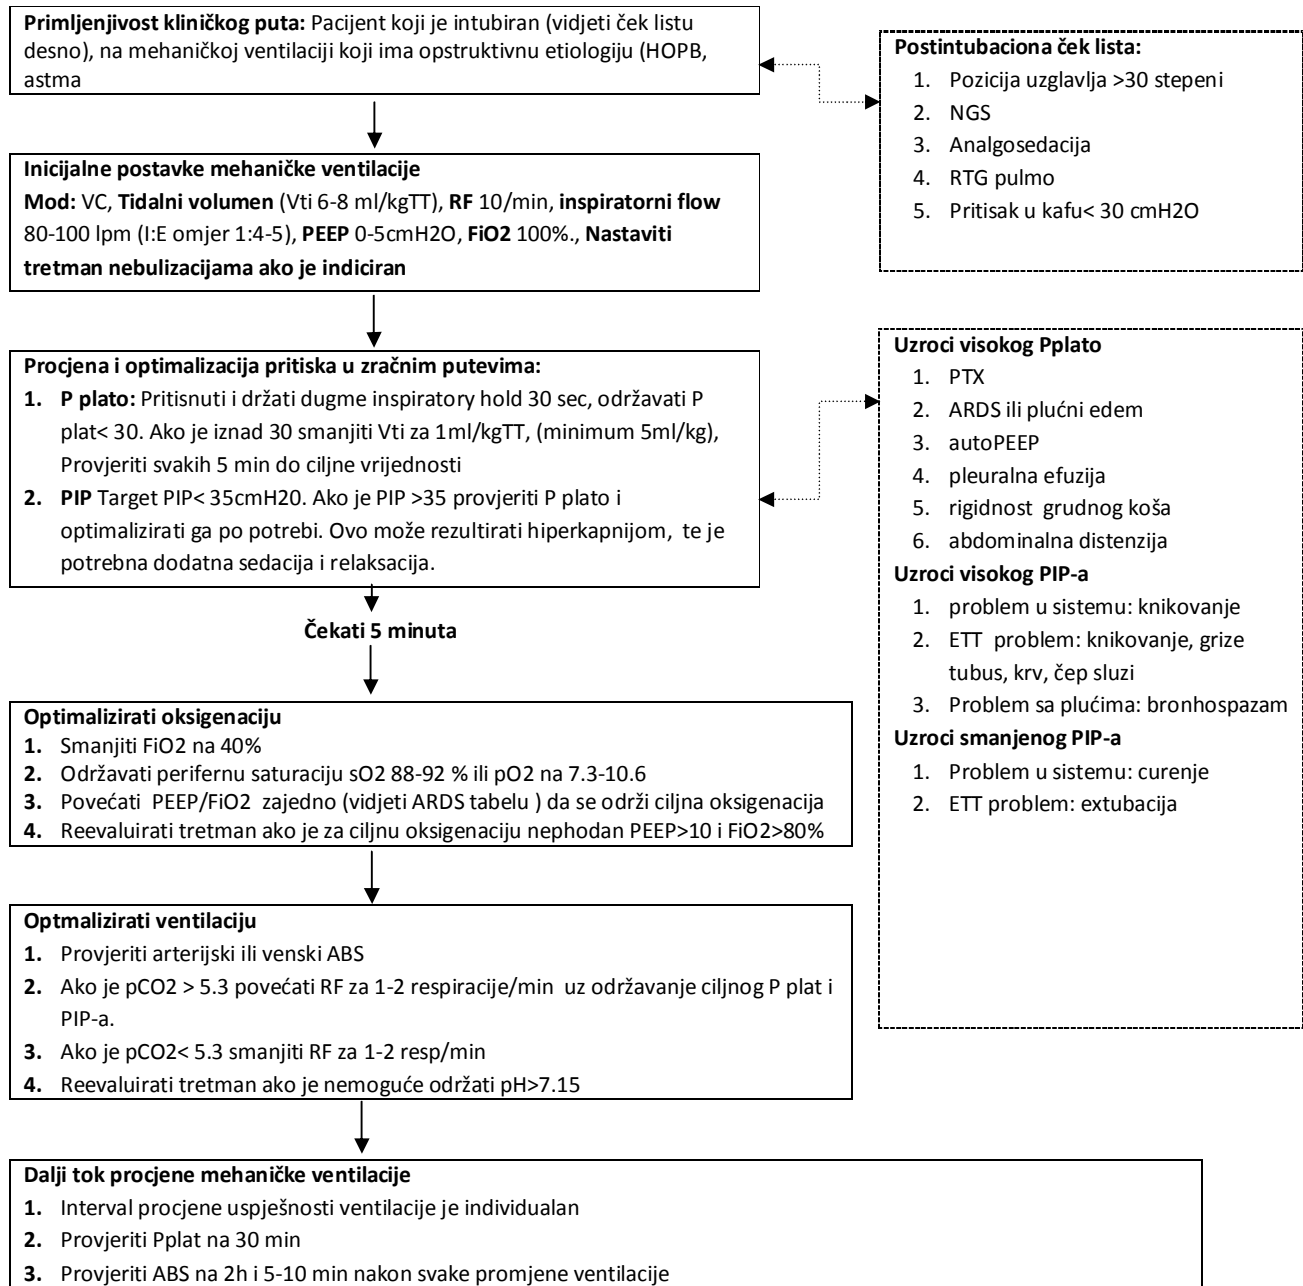 Primljenjivost kliničkog puta: Pacijent koji je intubiran (vidjeti ček listu
desno), na mehaničkoj ventilaciji koji ima opstruktivnu etiologiju (HOPB,
astma
Postintubaciona ček lista:
1. Pozicija uzglavlja >30 stepeni
2. NGS
3. Analgosedacija
4. RTG pulmo
5. Pritisak u kafu< 30 cmH2O
Inicijalne postavke mehaničke ventilacije
Mod: VC, Tidalni volumen (Vti 6-8 ml/kgTT), RF 10/min, inspiratorni flow
80-100 lpm (I:E omjer 1:4-5), PEEP 0-5cmH2O, FiO2 100%., Nastaviti
tretman nebulizacijama ako je indiciran
Procjena i optimalizacija pritiska u zračnim putevima:
1. P plato: Pritisnuti i držati dugme inspiratory hold 30 sec, održavati P
plat< 30. Ako je iznad 30 smanjiti Vti za 1ml/kgTT, (minimum 5ml/kg),
Provjeriti svakih 5 min do ciljne vrijednosti
2. PIP Target PIP< 35cmH20. Ako je PIP >35 provjeriti P plato i
optimalizirati ga po potrebi. Ovo može rezultirati hiperkapnijom, te je
potrebna dodatna sedacija i relaksacija.
Uzroci visokog Pplato
1. PTX
2. ARDS ili plućni edem
3. autoPEEP
4. pleuralna efuzija
5. rigidnost grudnog koša
6. abdominalna distenzija
Uzroci visokog PIP-a
1. problem u sistemu: knikovanje
2. ETT problem: knikovanje, grize
tubus, krv, čep sluzi
3. Problem sa plućima: bronhospazam
Uzroci smanjenog PIP-a
1. Problem u sistemu: curenje
2. ETT problem: extubacija
Čekati 5 minuta
Optimalizirati oksigenaciju
1. Smanjiti FiO2 na 40%
2. Održavati perifernu saturaciju sO2 88-92 % ili pO2 na 7.3-10.6
3. Povećati PEEP/FiO2 zajedno (vidjeti ARDS tabelu ) da se održi ciljna oksigenacija
4. Reevaluirati tretman ako je za ciljnu oksigenaciju nephodan PEEP>10 i FiO2>80%
Optmalizirati ventilaciju
1. Provjeriti arterijski ili venski ABS
2. Ako je pCO2 > 5.3 povećati RF za 1-2 respiracije/min uz održavanje ciljnog P plat i
PIP-a.
3. Ako je pCO2< 5.3 smanjiti RF za 1-2 resp/min
4. Reevaluirati tretman ako je nemoguće održati pH>7.15
Dalji tok procjene mehaničke ventilacije
1. Interval procjene uspješnosti ventilacije je individualan
2. Provjeriti Pplat na 30 min
3. Provjeriti ABS na 2h i 5-10 min nakon svake promjene ventilacije